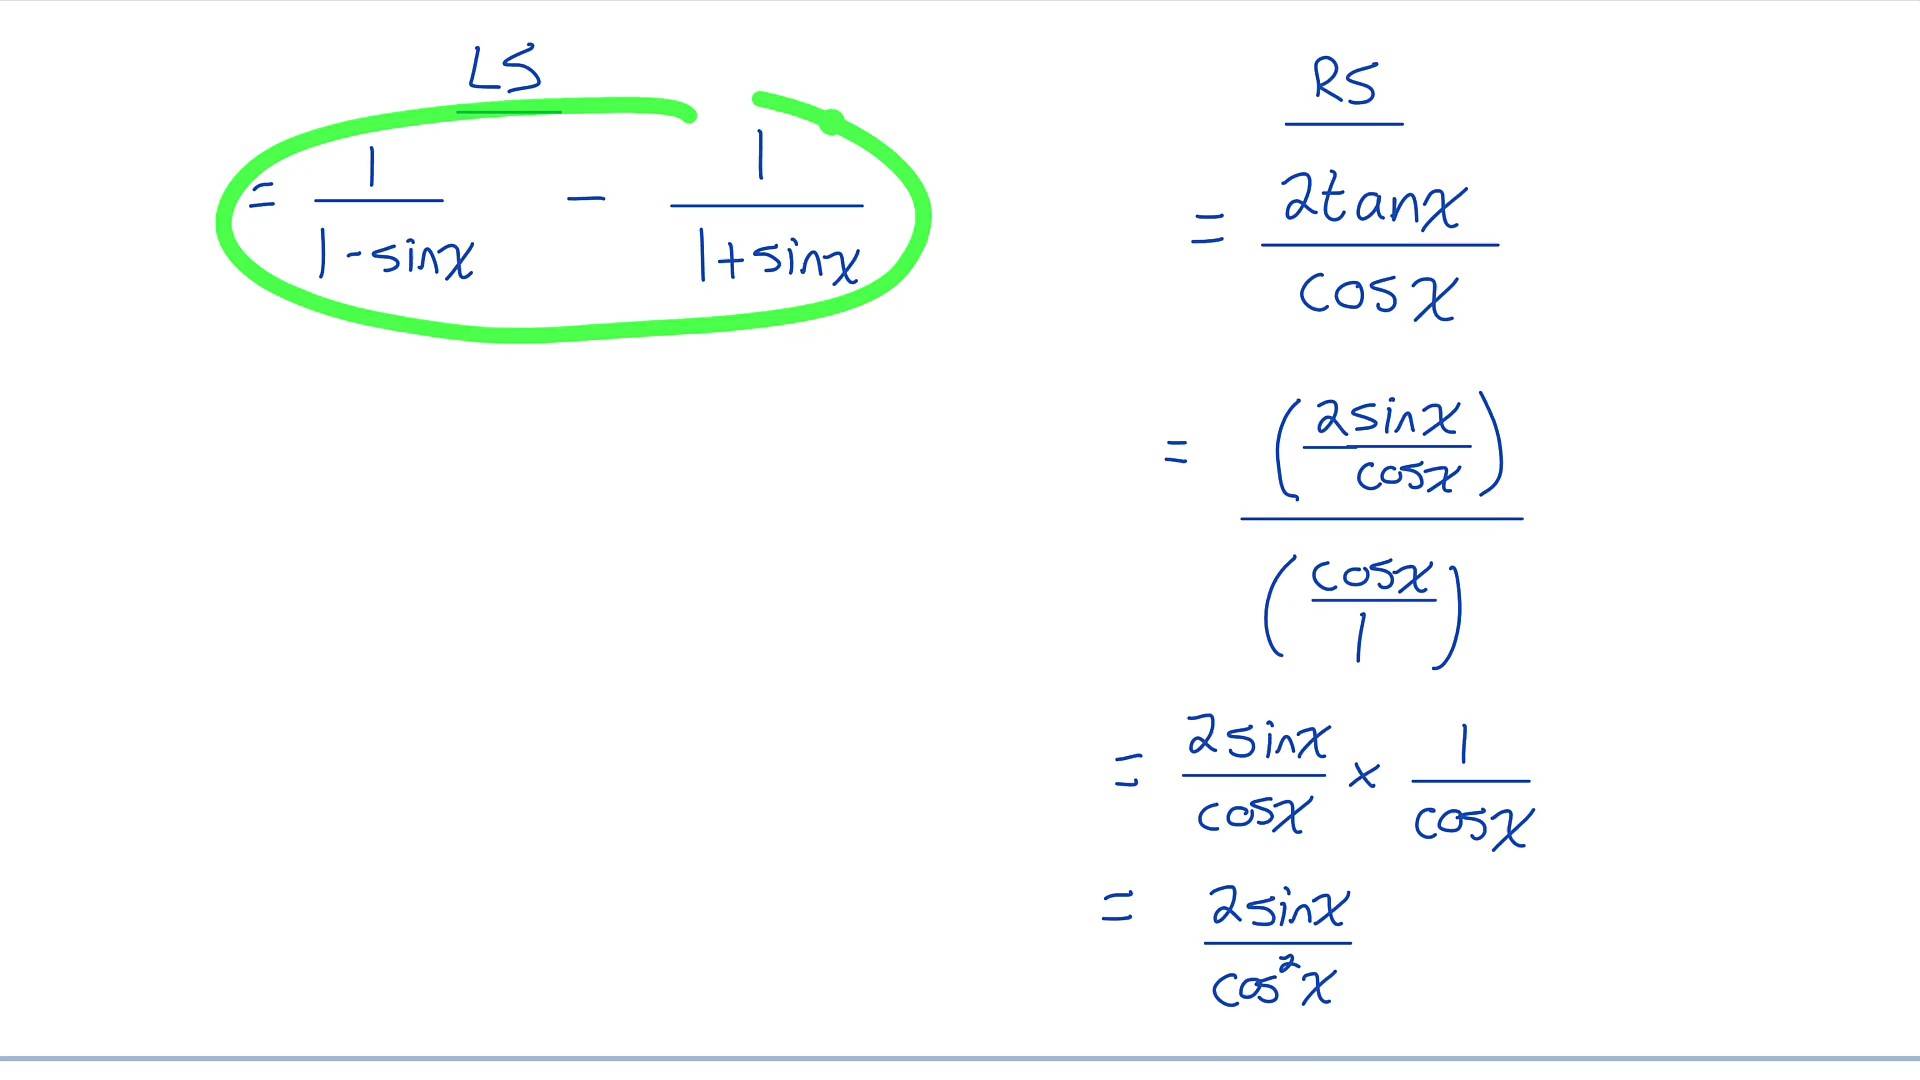 LS
= 1/(1-sinx) - 1/(1+sinx)
RS
= 2tanx/cosx
= (2sinx/cosx)/(cosx/1)
= 2sinx/cosx × 1/cosx
= 2sinx/cos²x